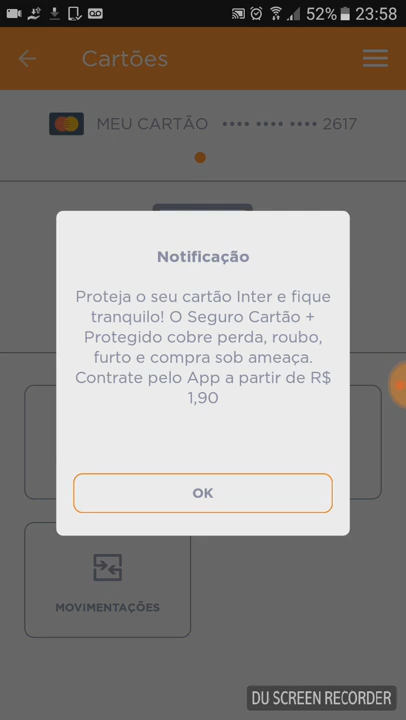 52% 23:58
Cartões
MEU CARTÃO •••• •••• •••• 2617
Notificação
Proteja o seu cartão Inter e fique
tranquilo! O Seguro Cartão +
Protegido cobre perda, roubo,
furto e compra sob ameaça.
Contrate pelo App a partir de R$
1,90
OK
MOVIMENTAÇÕES
DU SCREEN RECORDER